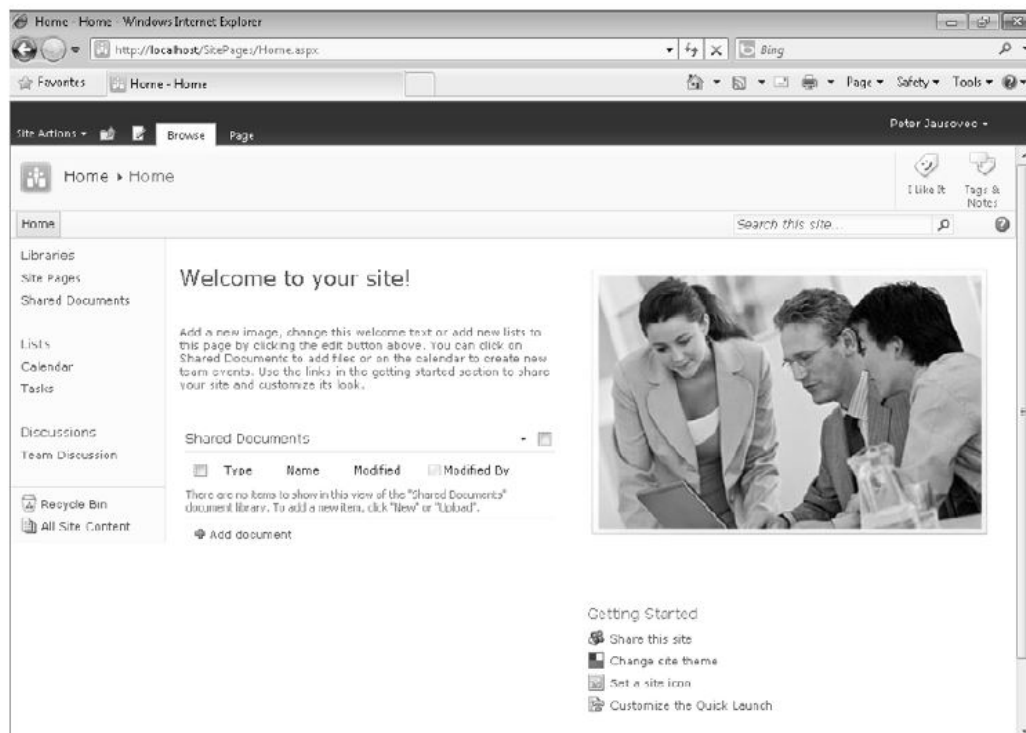 Home - Home - Windows Internet Explorer
http://localhost/SitePages/Home.aspx
Bing
Favorites
Home - Home
Page
Safety
Tools
Site Actions
Browse
Page
Peter Jausovec
Home
Home
I Like It
Tags &
Notes
Home
Search this site...
Libraries
Site Pages
Shared Documents
Lists
Calendar
Tasks
Discussions
Team Discussion
Recycle Bin
All Site Content
Welcome to your site!
Add a new image, change this welcome text or add new lists to
this page by clicking the edit button above. You can click on
Shared Documents to add files or on the calendar to create new
team events. Use the links in the getting started section to share
your site and customize its look.
Shared Documents
Type Name Modified Modified By
There are no items to show in this view of the "Shared Documents"
document library. To add a new item, click "New" or "Upload".
Add document
Getting Started
Share this site
Change site theme
Set a site icon
Customize the Quick Launch